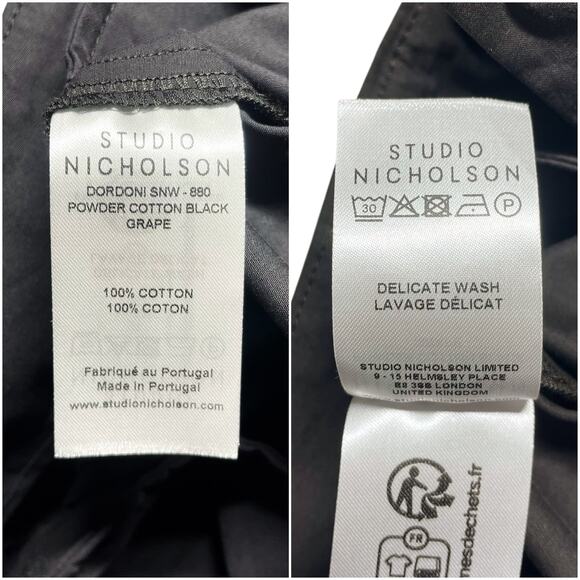 STUDIO
NICHOLSON
DORDONI SNW - 880
POWDER COTTON BLACK
GRAPE
100% COTTON
100% COTON
Fabriqué au Portugal
Made in Portugal
www.studionicholson.com
STUDIO
NICHOLSON
30
P
DELICATE WASH
LAVAGE DÉLICAT
STUDIO NICHOLSON LIMITED
9 - 15 HELMSLEY PLACE
E8 3SB LONDON
UNITED KINGDOM
FR